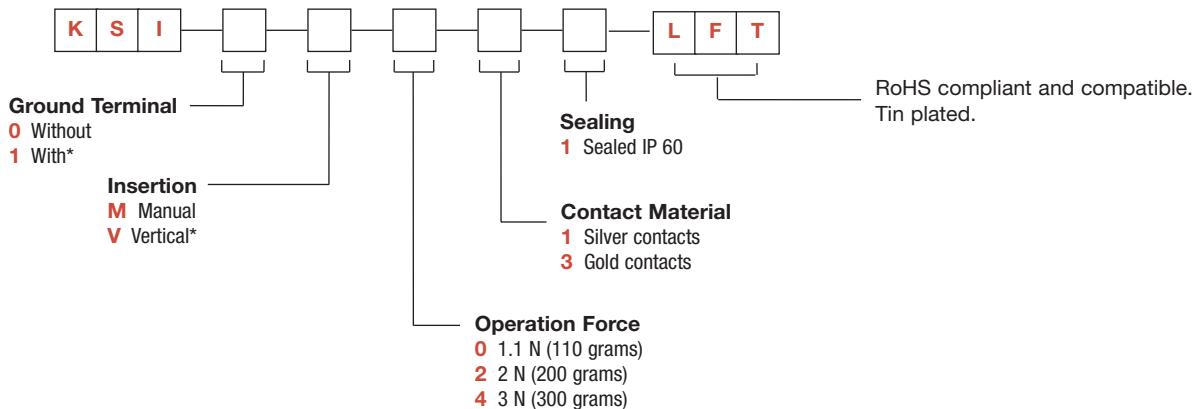 K S I L F T
RoHS compliant and compatible.
Tin plated.
Ground Terminal
0 Without
1 With*
Sealing
1 Sealed IP 60
Insertion
M Manual
V Vertical*
Contact Material
1 Silver contacts
3 Gold contacts
Operation Force
0 1.1 N (110 grams)
2 2 N (200 grams)
4 3 N (300 grams)